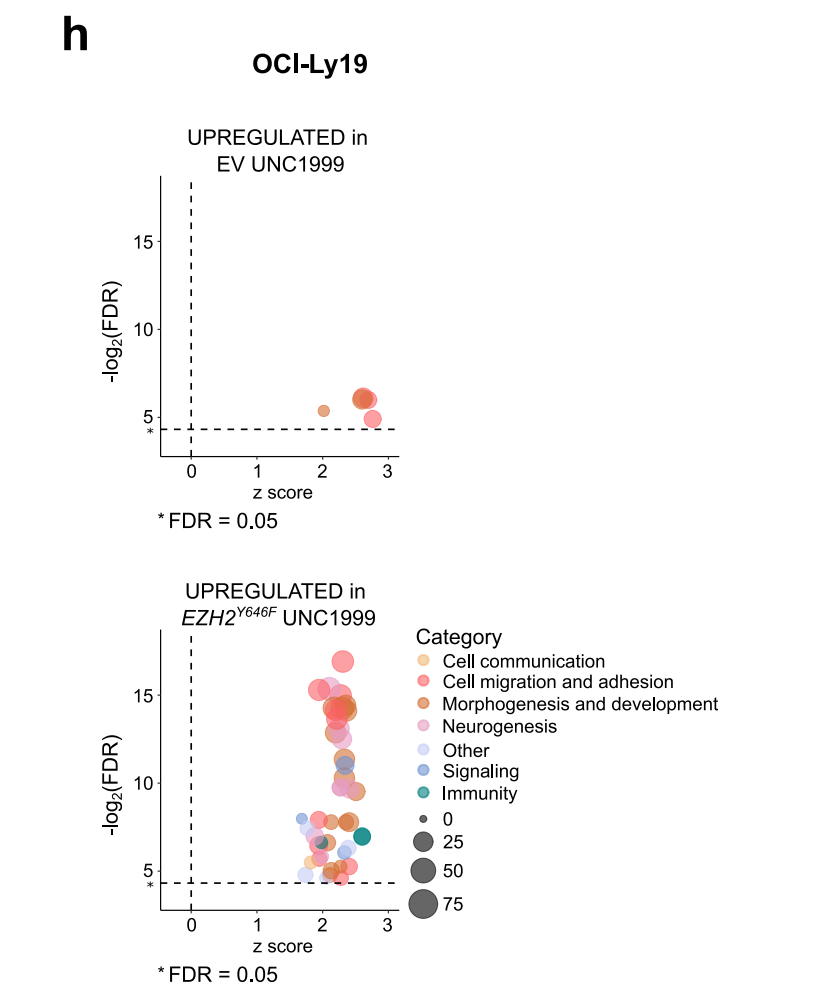 h
OCI-Ly19
UPREGULATED in
EV UNC1999
15
10
5
*
-log2(FDR)
0 1 2 3
z score
* FDR = 0.05
UPREGULATED in
EZH2Y646F UNC1999
15
10
5
*
-log2(FDR)
0 1 2 3
z score
* FDR = 0.05
Category
Cell communication
Cell migration and adhesion
Morphogenesis and development
Neurogenesis
Other
Signaling
Immunity
0
25
50
75